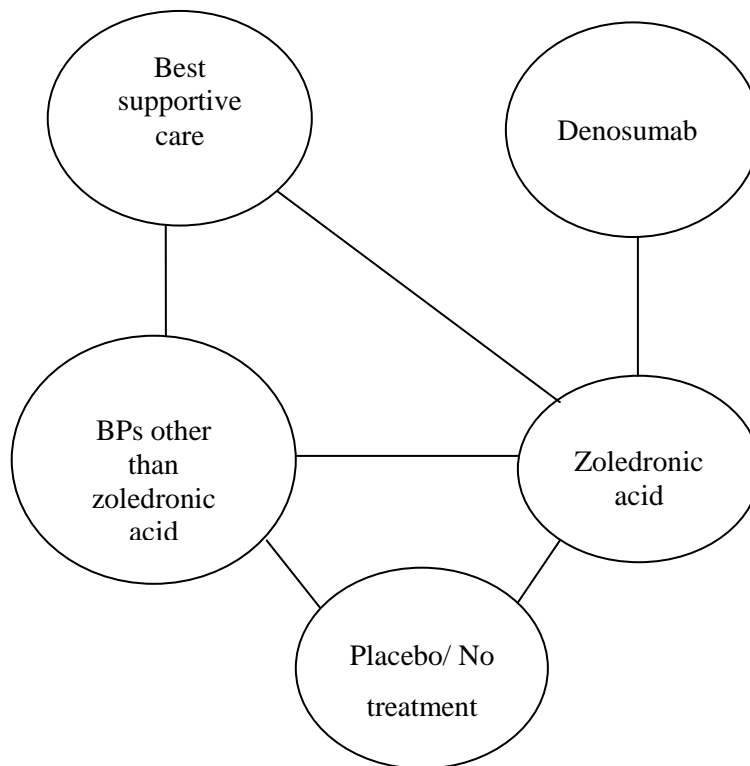 Best
supportive
care
Denosumab
BPs other
than
zoledronic
acid
Zoledronic
acid
Placebo/ No
treatment